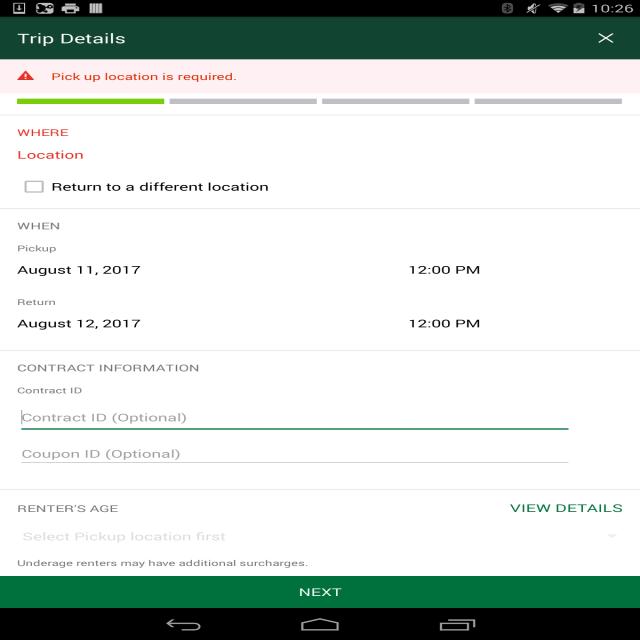 10:26
Trip Details
Pick up location is required.
WHERE
Location
Return to a different location
WHEN
Pickup
August 11, 2017 12:00 PM
Return
August 12, 2017 12:00 PM
CONTRACT INFORMATION
Contract ID
Contract ID (Optional)
Coupon ID (Optional)
RENTER'S AGE VIEW DETAILS
Select Pickup location first
Underage renters may have additional surcharges.
NEXT